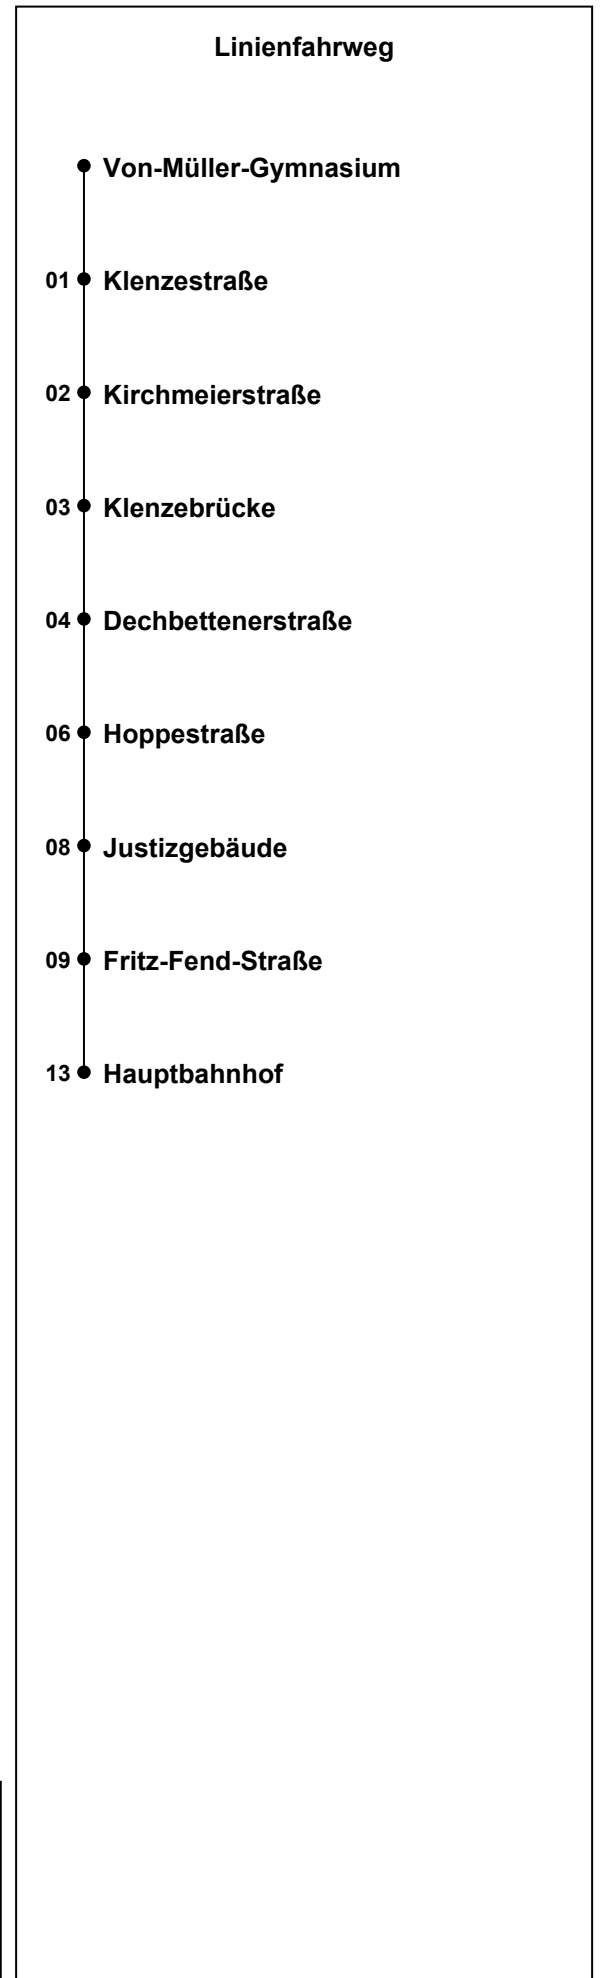 Linienfahrweg
Von-Müller-Gymnasium
01 Klenzestraße
02 Kirchmeierstraße
03 Klenzebrücke
04 Dechbettenerstraße
06 Hoppestraße
08 Justizgebäude
09 Fritz-Fend-Straße
13 Hauptbahnhof